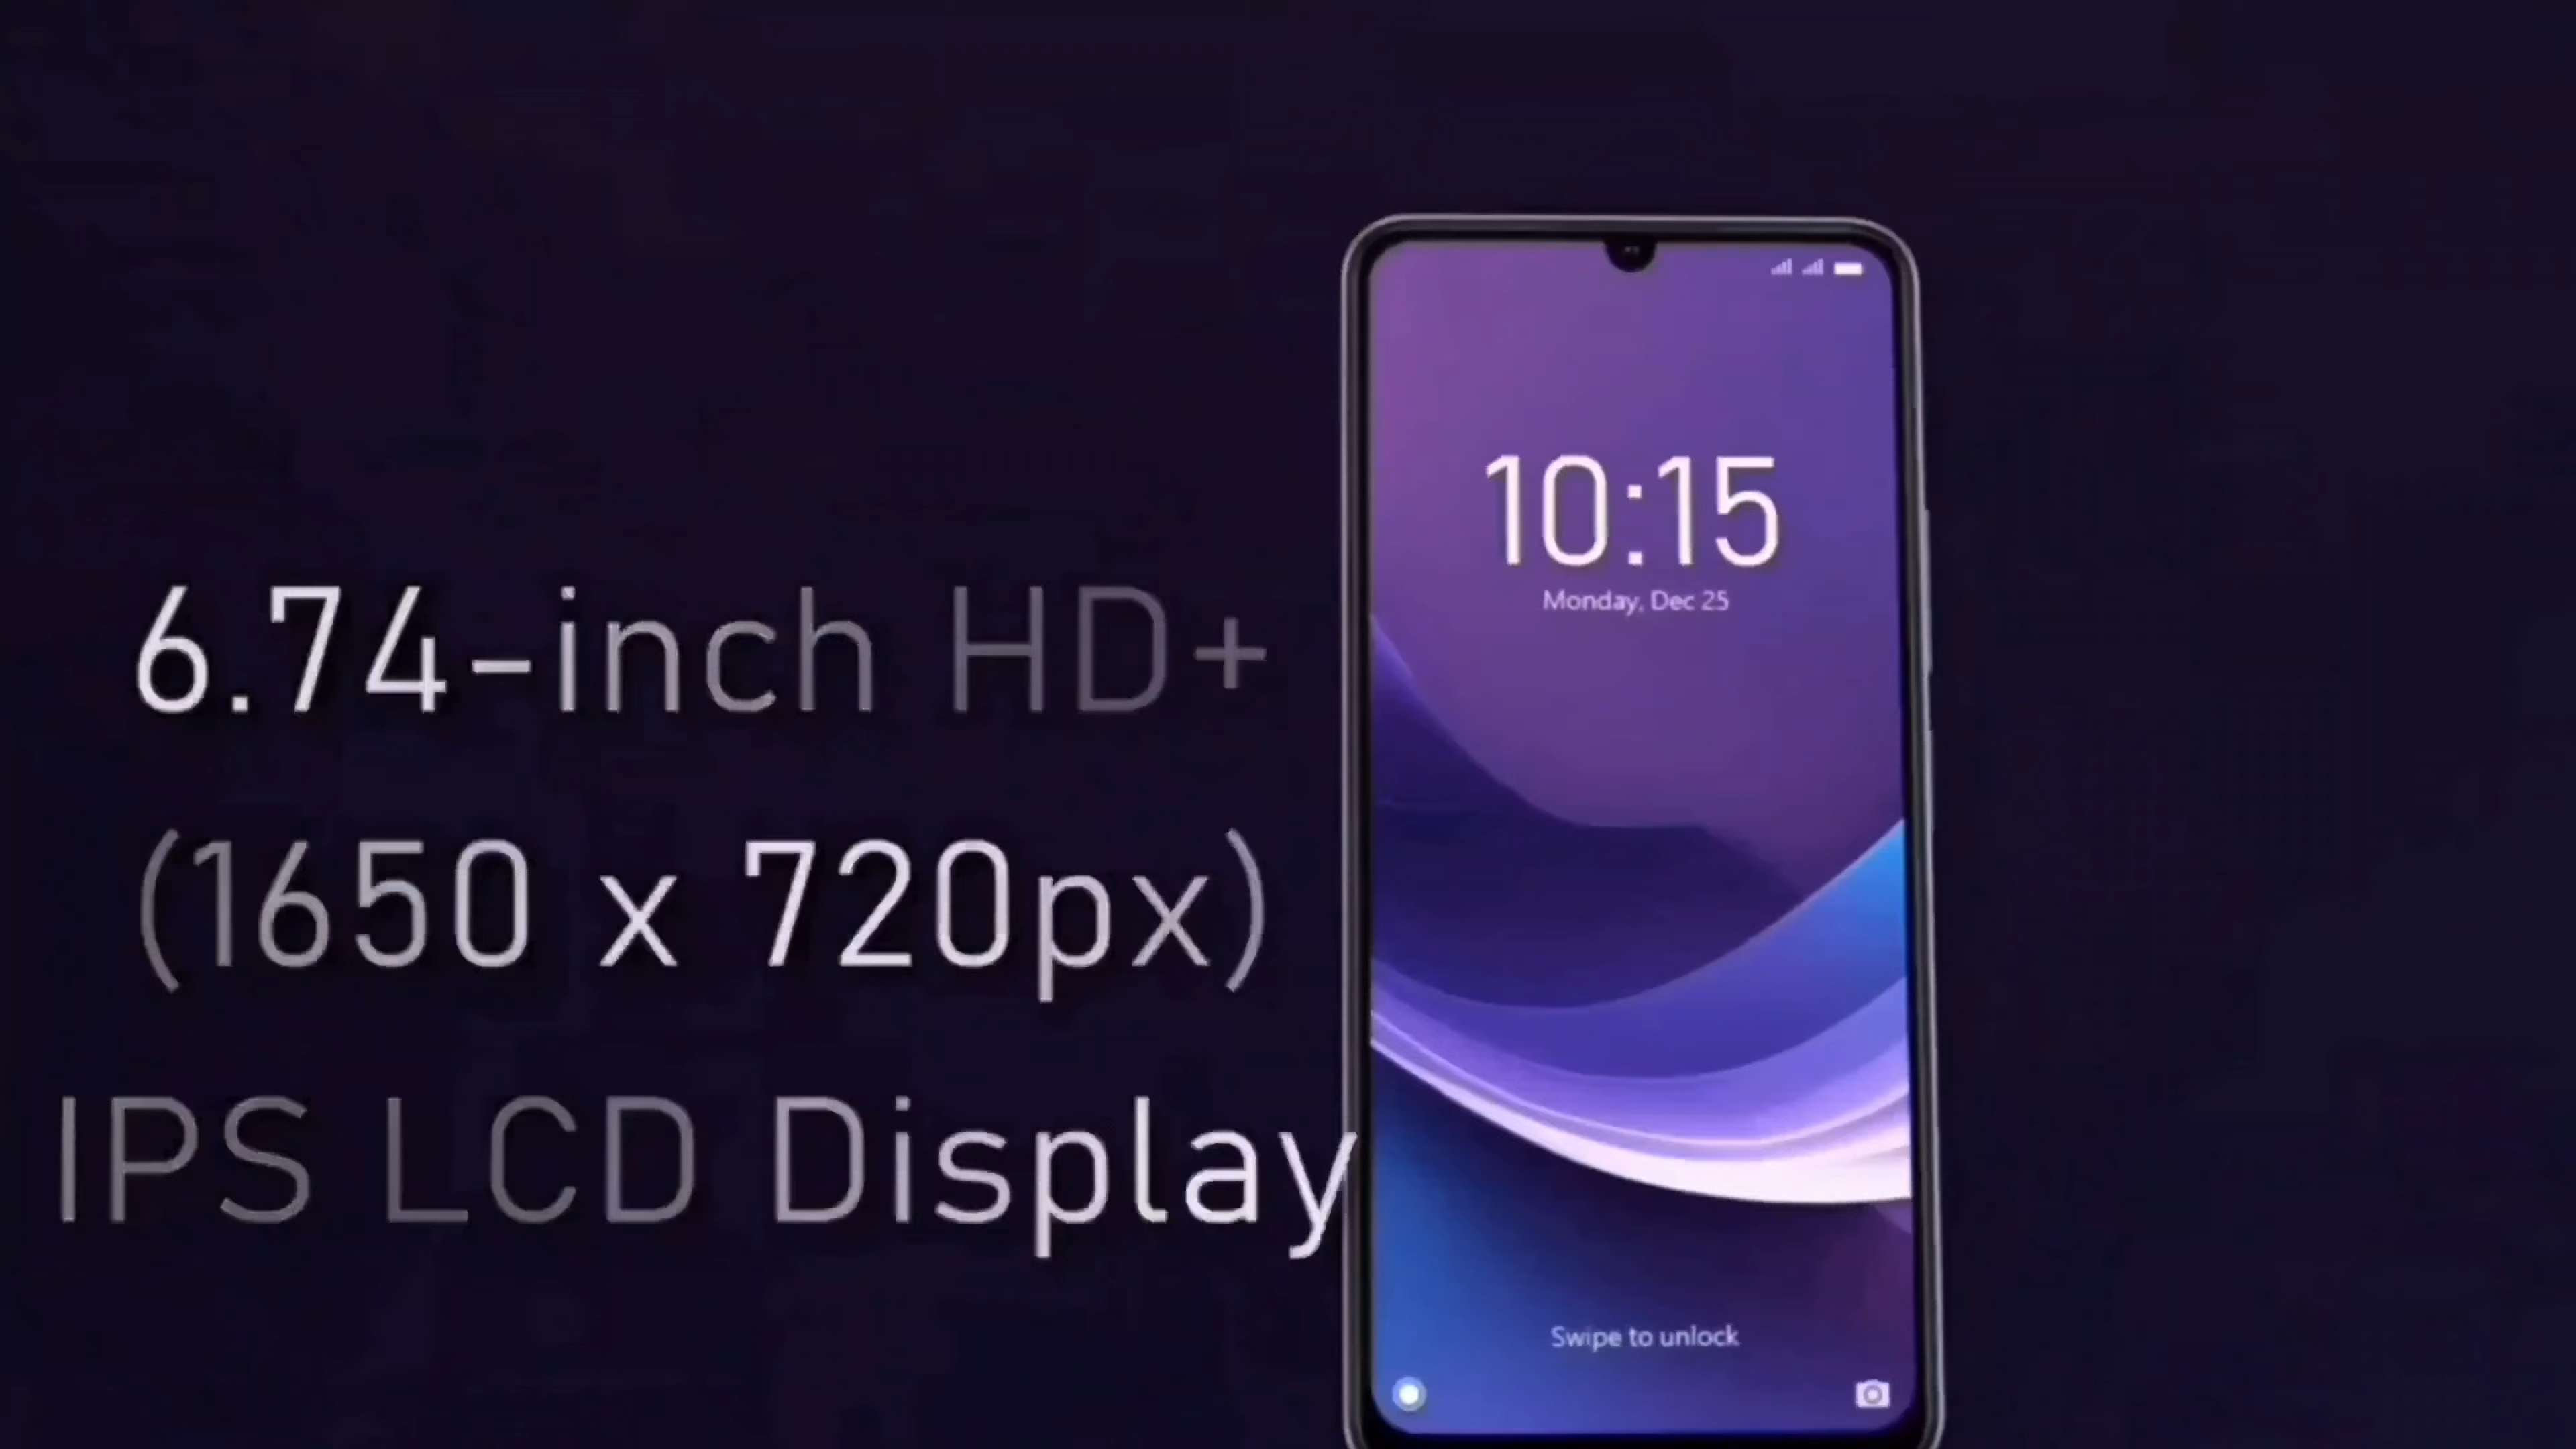 6.74-inch HD+
(1650 x 720px)
IPS LCD Display
10:15
Monday, Dec 25
Swipe to unlock